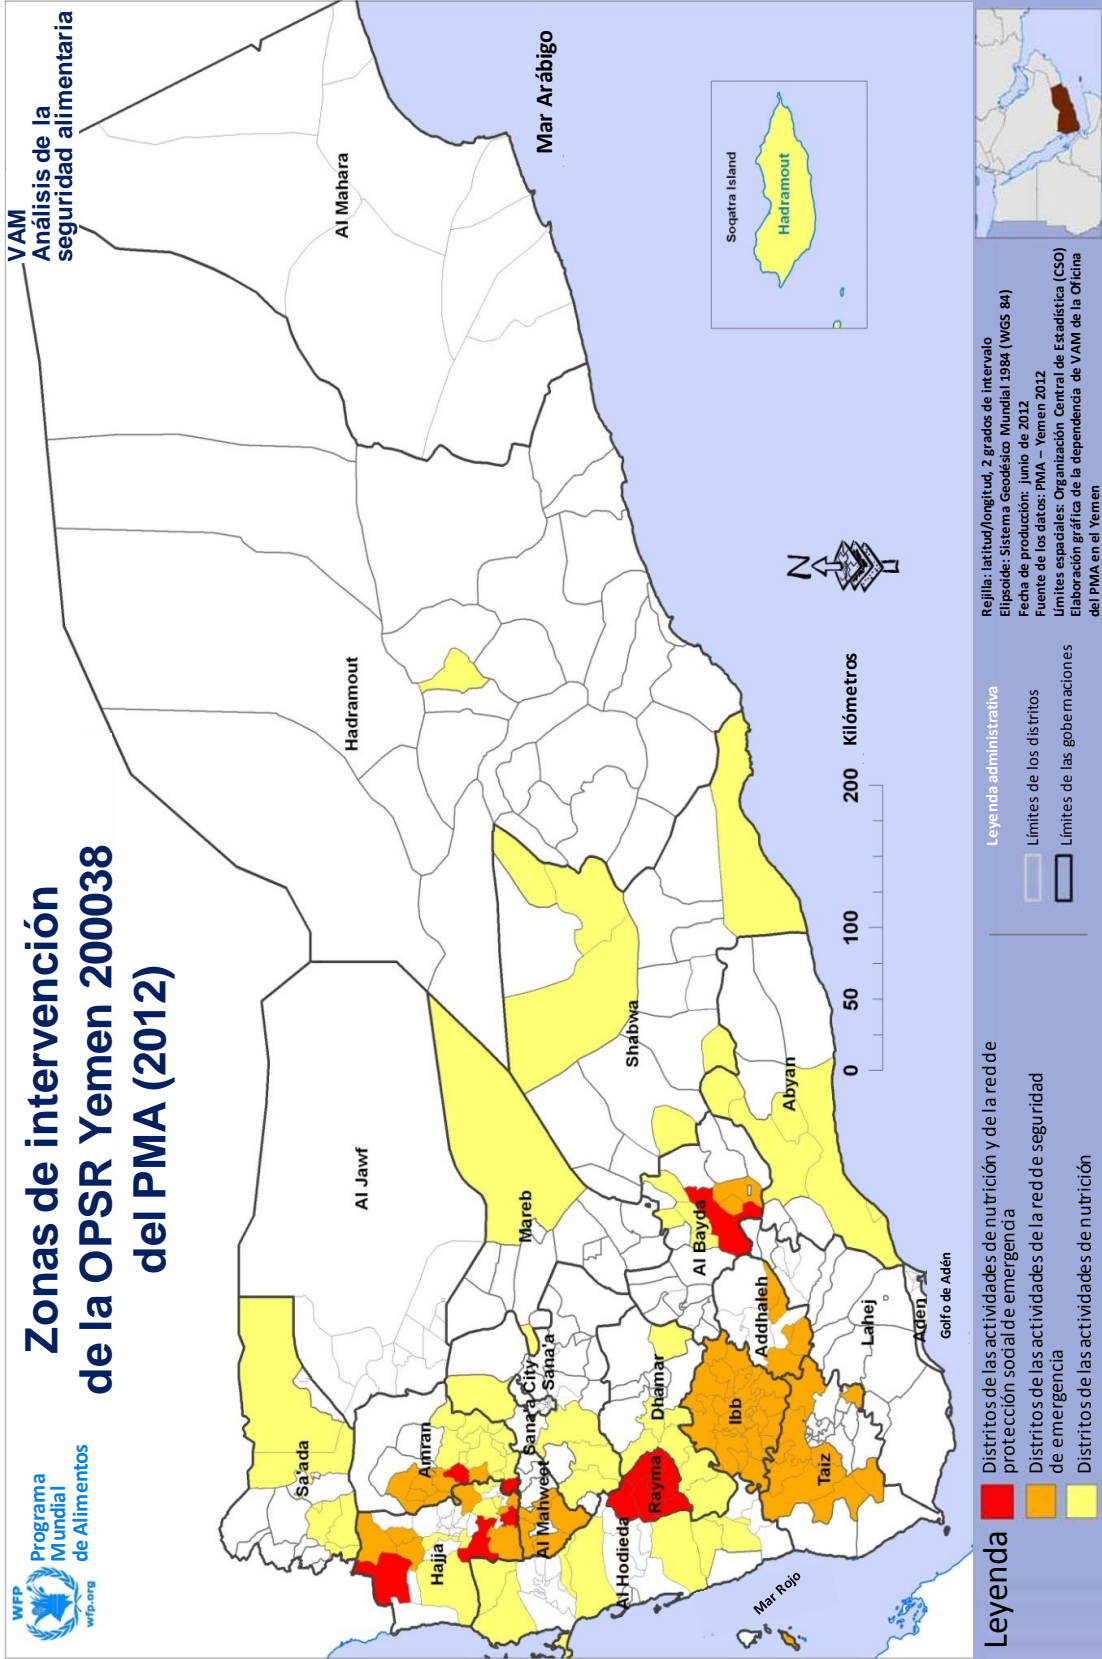 Zonas de intervención
de la OPSR Yemen 200038
del PMA (2012)
VAM
Análisis de la
seguridad alimentaria
WFP
wfp.org
Programa
Mundial
de Alimentos
Sa'ada
Al Jawf
Hadramout
Al Mahara
Amran
Hajja
Mareb
Sana'a City
Sana'a
Al Mahweet
Shabwa
Al Hodieda
Rayma
Dhamar
Al Bayda
Ibb
Addhaleh
Abyan
Taiz
Lahej
Aden
Golfo de Adén
Mar Rojo
Mar Arábigo
Soqatra Island
Hadramout
N
0 50 100 200 Kilómetros
Leyenda
Distritos de las actividades de nutrición y de la red de
protección social de emergencia
Distritos de las actividades de la red de seguridad
de emergencia
Distritos de las actividades de nutrición
Leyenda administrativa
Límites de los distritos
Límites de las gobernaciones
Rejilla: latitud/longitud, 2 grados de intervalo
Elipsoide: Sistema Geodésico Mundial 1984 (WGS 84)
Fecha de producción: junio de 2012
Fuente de los datos: PMA – Yemen 2012
Límites espaciales: Organización Central de Estadística (CSO)
Elaboración gráfica de la dependencia de VAM de la Oficina
del PMA en el Yemen